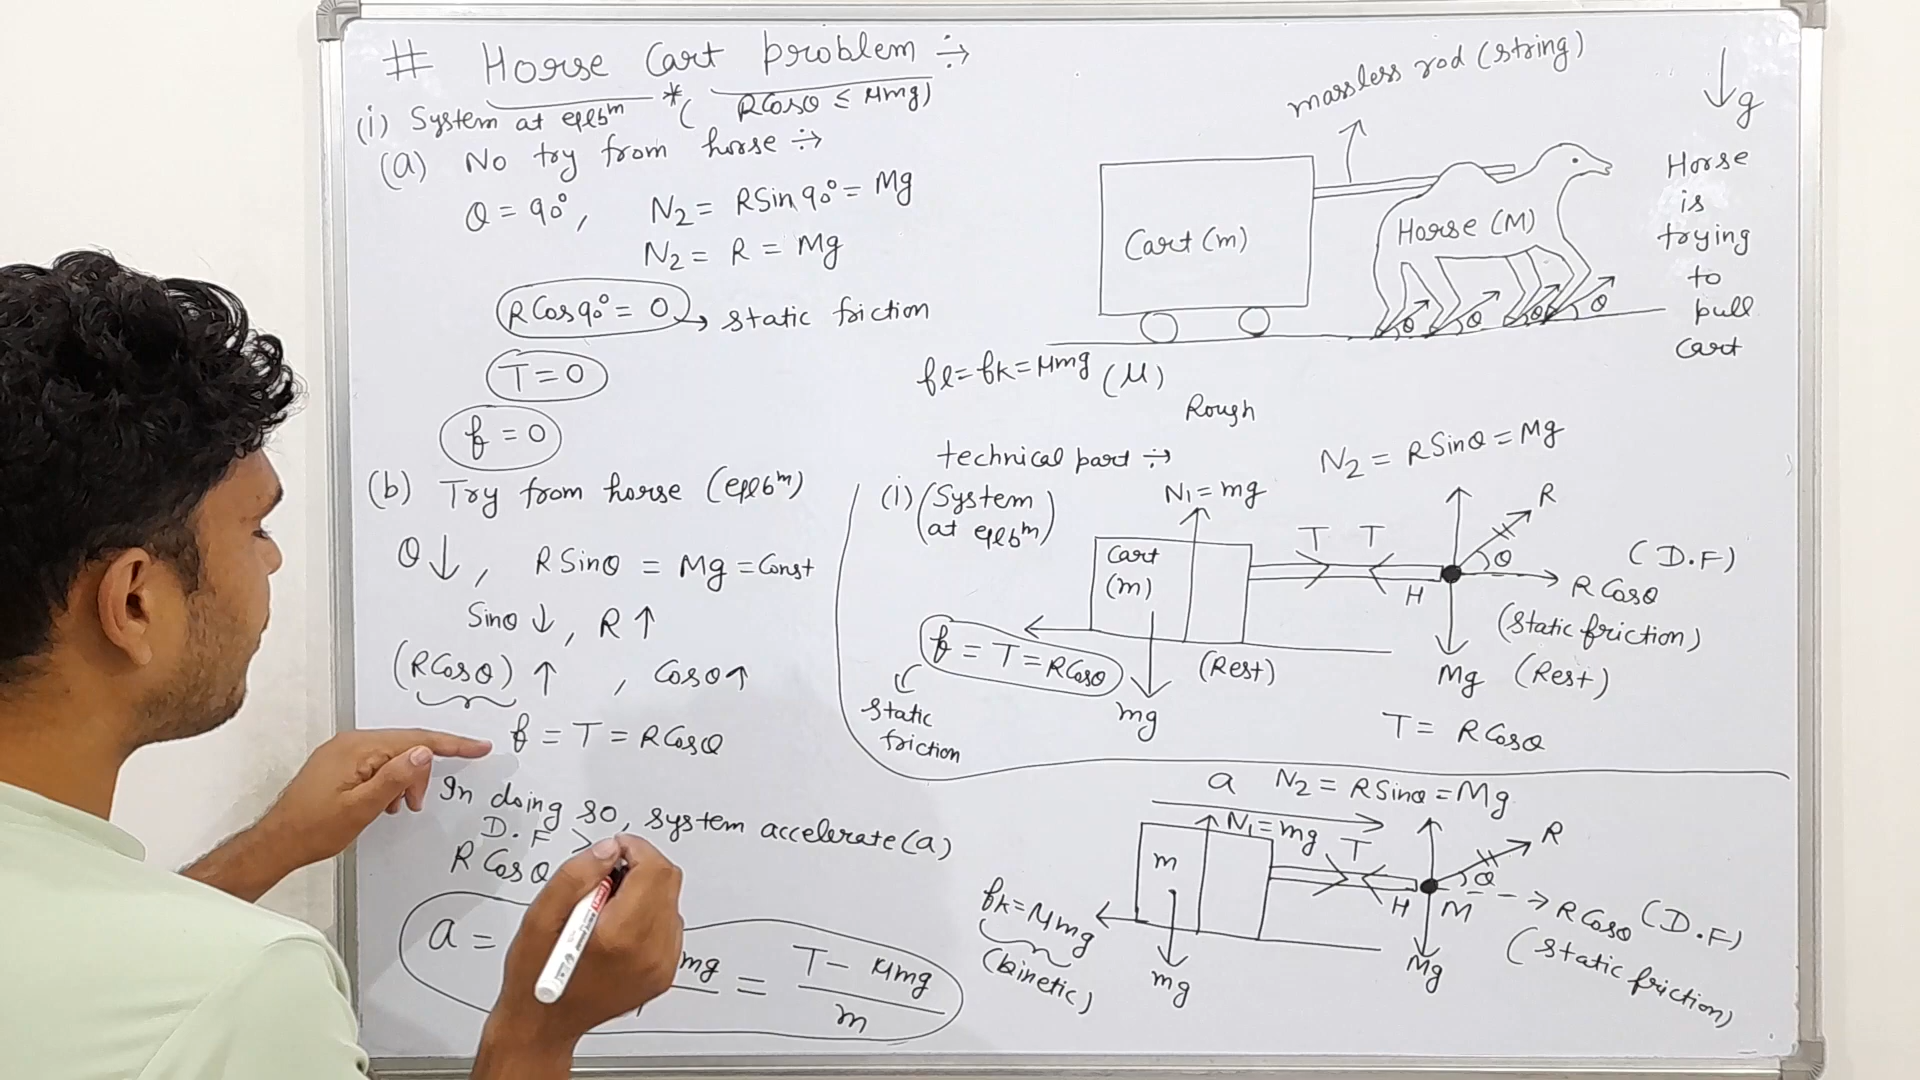 # Horse Cart problem ÷
(i) System at eqlbᵐ *( RCosθ ≤ μmg)
(a) No try from horse ÷
θ = 90°, N₂ = RSin90° = Mg
N₂ = R = Mg
RCos90° = 0 → static friction
T = 0
f = 0
(b) Try from horse (eqlbᵐ)
θ↓, RSinθ = Mg = Const
Sinθ ↓, R ↑
(RCosθ) ↑, Cosθ↑
f = T = RCosθ
In doing so, system accelerate(a)
D.F >
RCosθ
a = mg = T - μmg / m
massless rod (string)
↓g
Cart (m)
Horse (M)
θ θ θ θ
Horse
is
trying
to
pull
cart
fl = fk = μmg (μ)
Rough
technical part ÷
N₂ = RSinθ = Mg
(i) (System
at eqlbᵐ)
N₁ = mg
Cart
(m)
T T
H
R
θ
(D.F)
RCosθ
(static friction)
f = T = RCosθ
(Rest)
Mg (Rest)
static
friction
mg
T = RCosθ
a N₂ = RSinθ = Mg
N₁ = mg
m
T
R
θ
H M
RCosθ (D.F)
(static friction)
fk = μmg
(kinetic)
mg
Mg